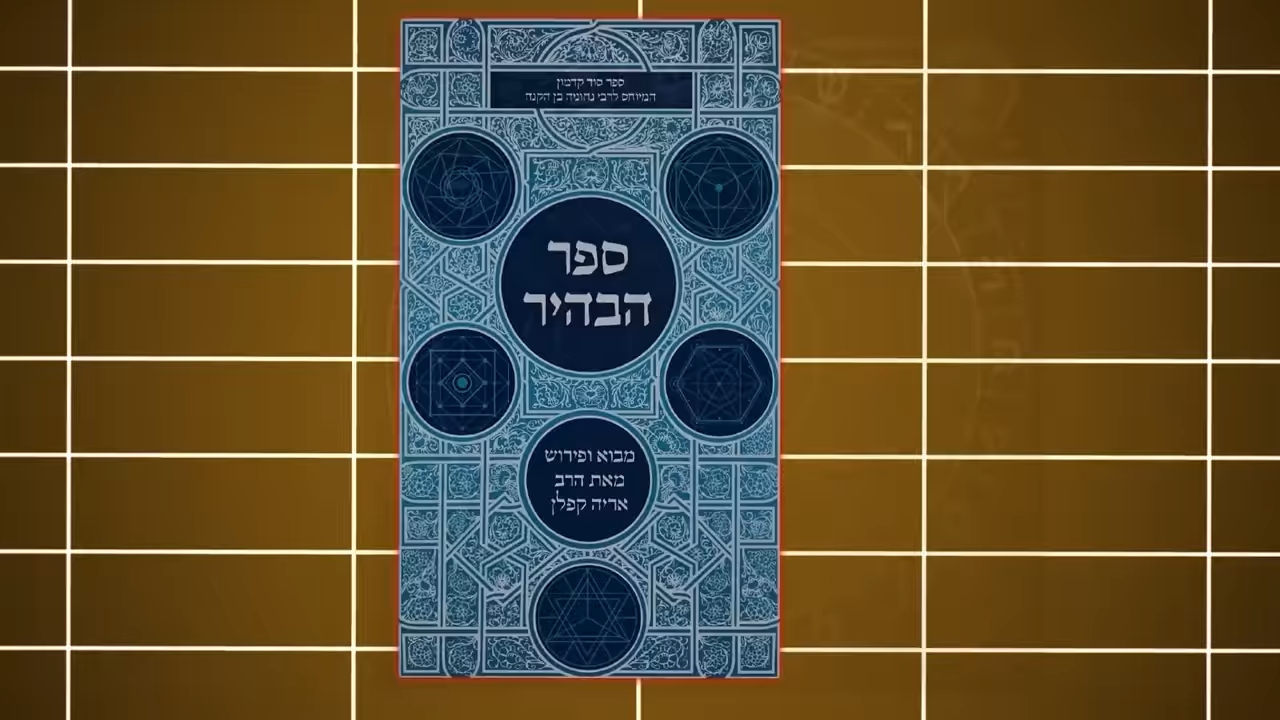 ספר סוד קדמון
המיוחס לרבי נחוניה בן הקנה
ספר
הבהיר
מבוא ופירוש
מאת הרב
אריה קפלן